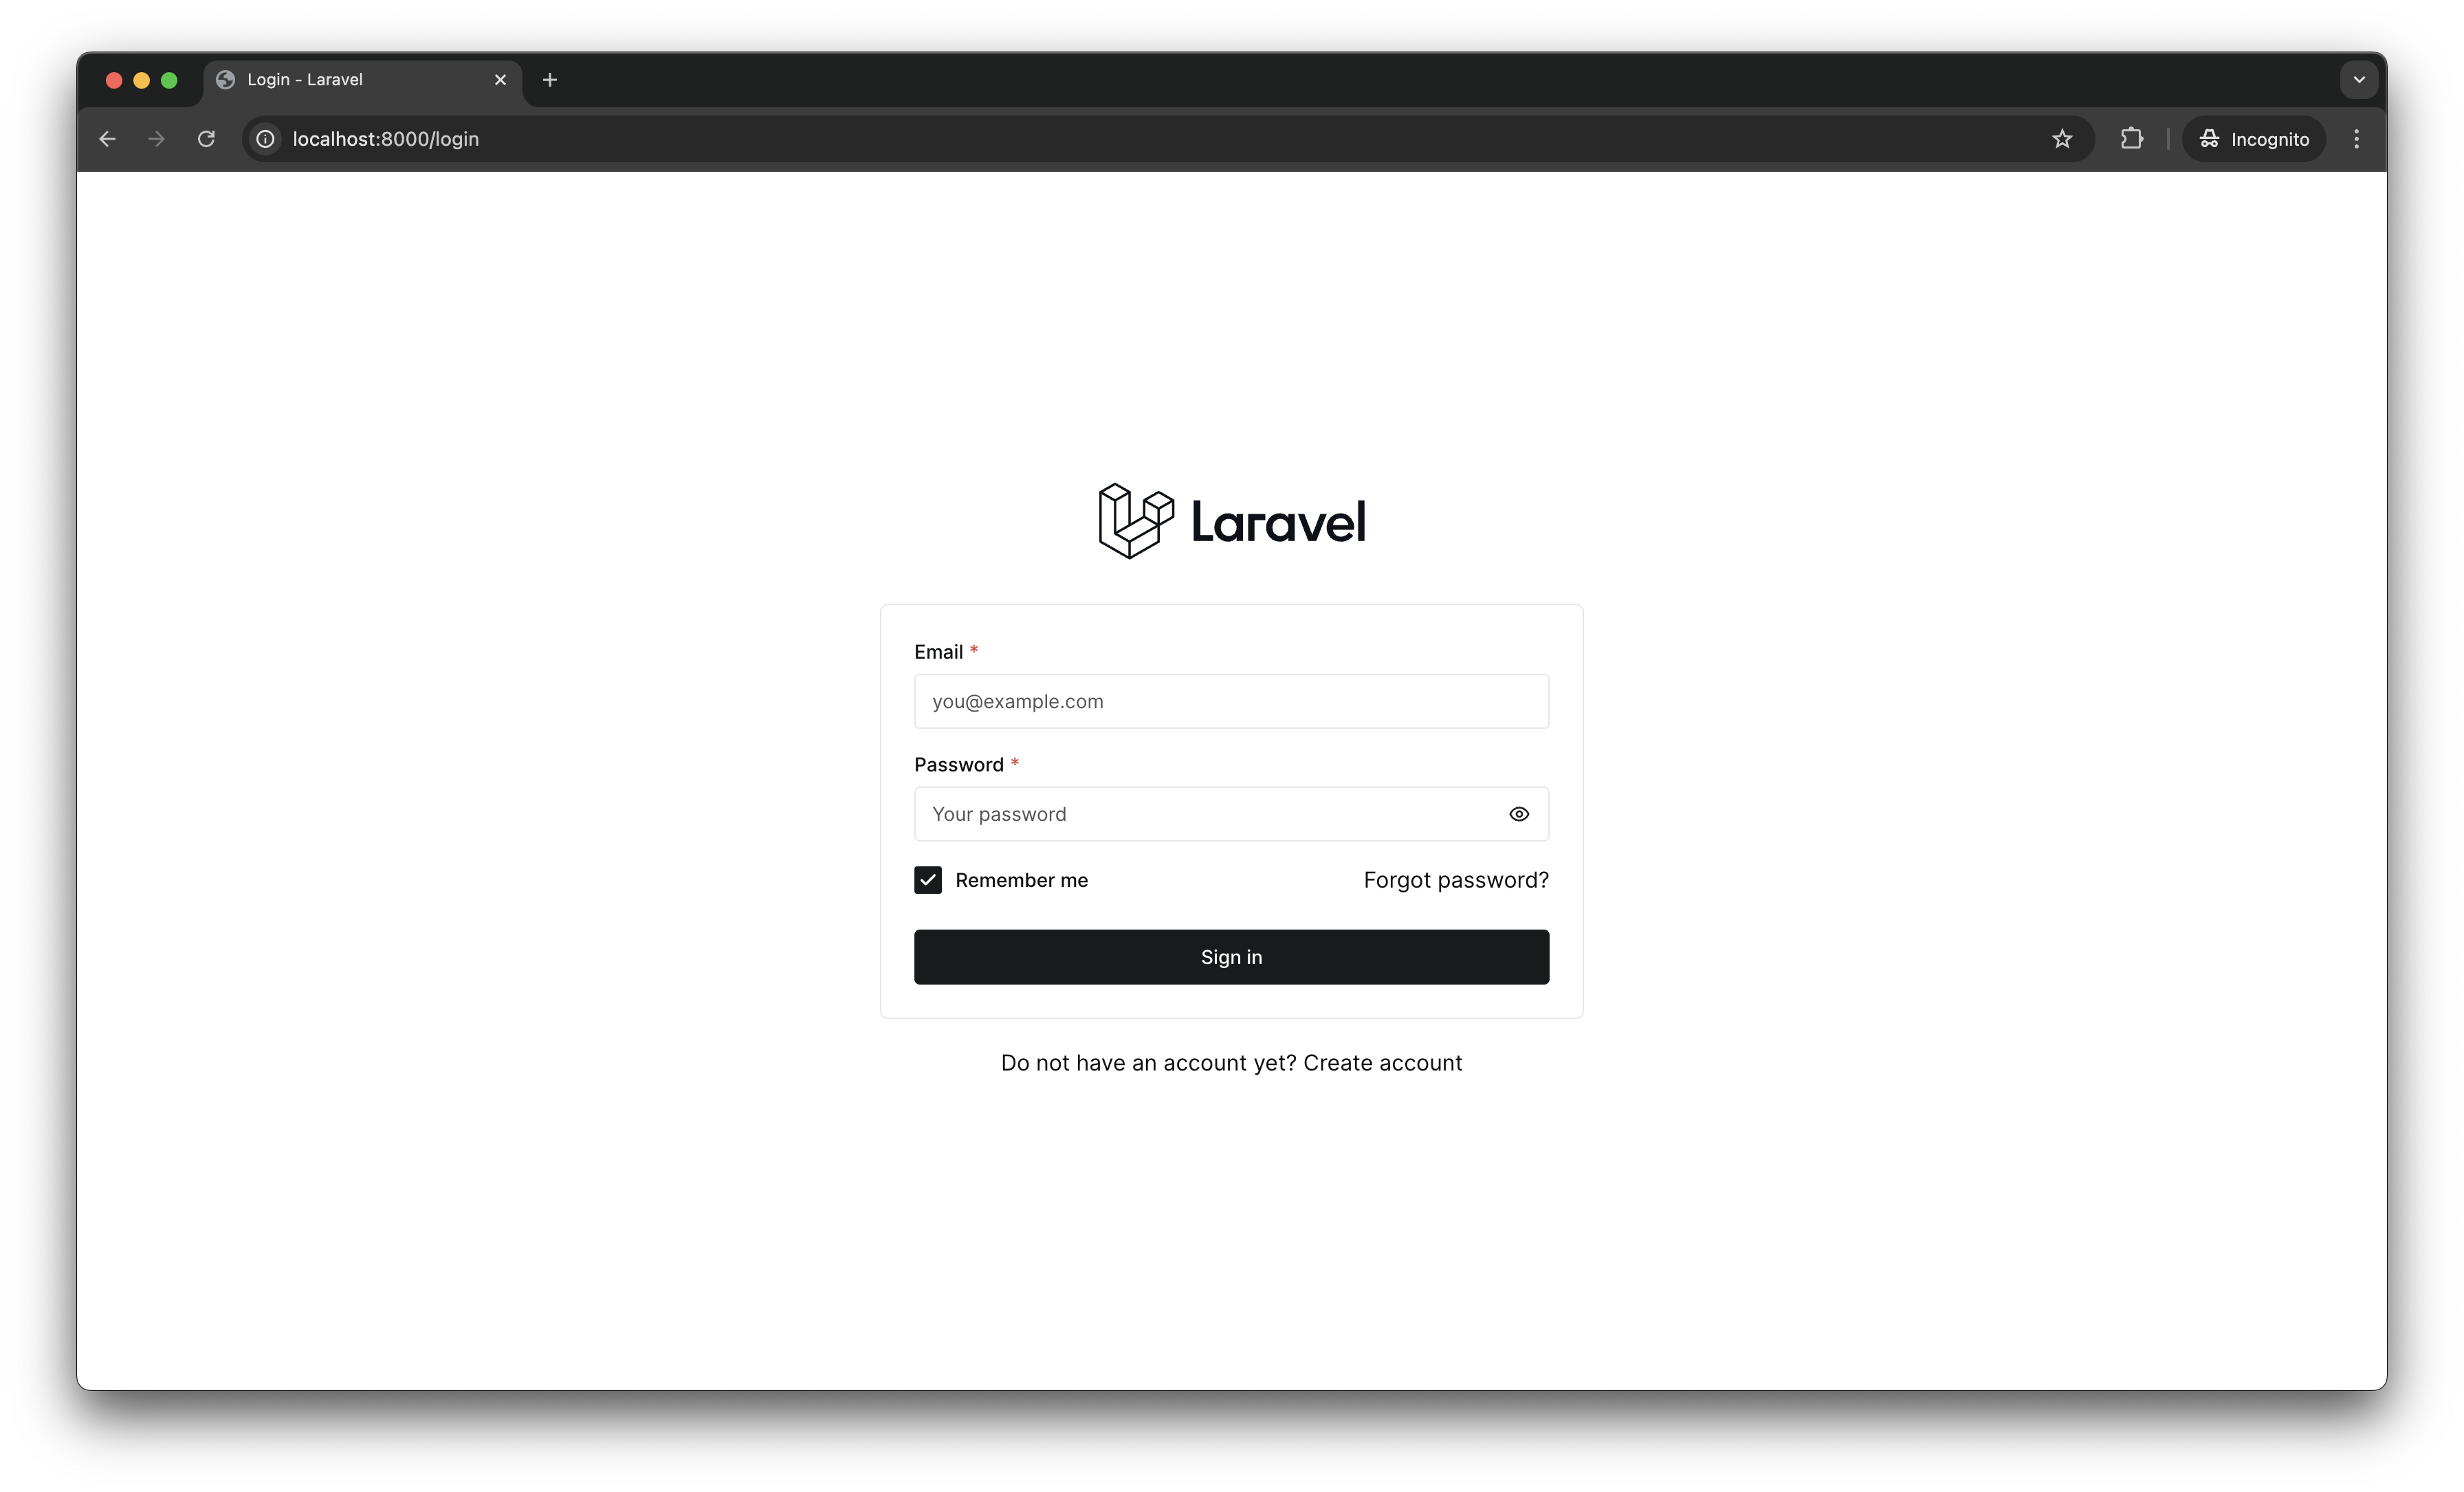 Login - Laravel
localhost:8000/login
Incognito
Laravel
Email *
you@example.com
Password *
Your password
Remember me
Forgot password?
Sign in
Do not have an account yet? Create account